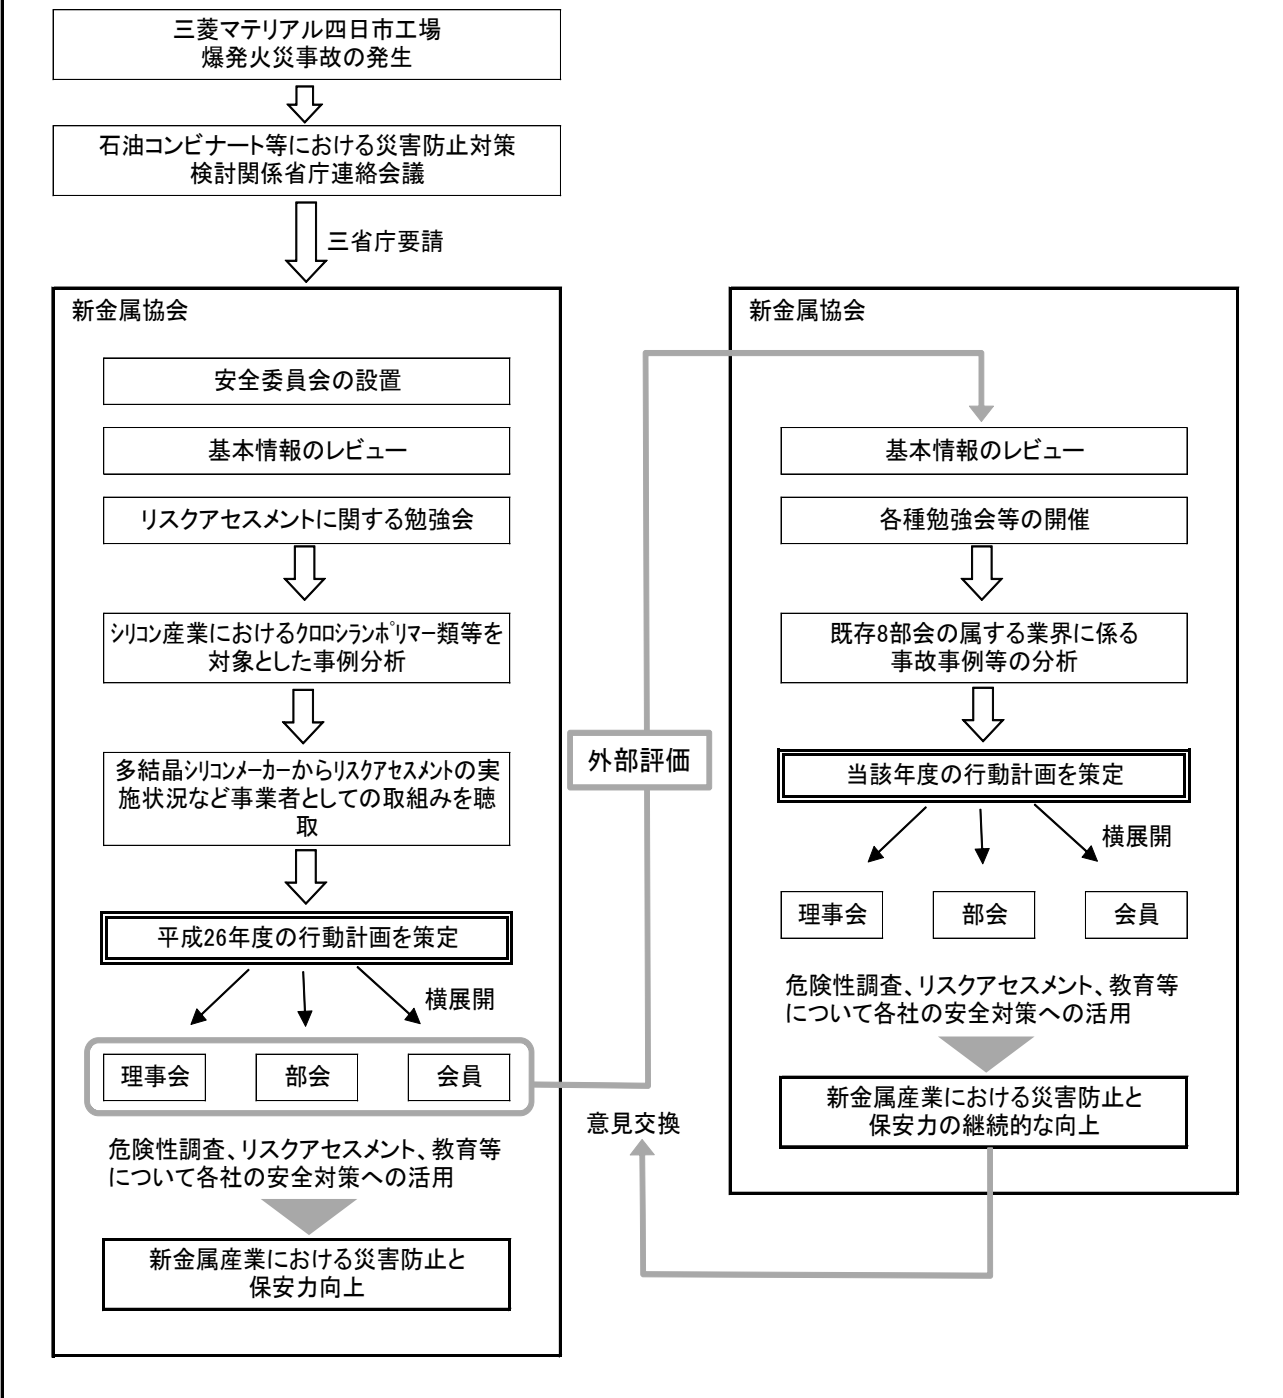 三菱マテリアル四日市工場
爆発火災事故の発生
石油コンビナート等における災害防止対策
検討関係省庁連絡会議
三省庁要請
新金属協会
安全委員会の設置
基本情報のレビュー
リスクアセスメントに関する勉強会
シリコン産業におけるクロロシランポリマー類等を
対象とした事例分析
多結晶シリコンメーカーからリスクアセスメントの実
施状況など事業者としての取組みを聴
取
平成26年度の行動計画を策定
横展開
理事会
部会
会員
危険性調査、リスクアセスメント、教育等
について各社の安全対策への活用
新金属産業における災害防止と
保安力向上
外部評価
意見交換
新金属協会
基本情報のレビュー
各種勉強会等の開催
既存8部会の属する業界に係る
事故事例等の分析
当該年度の行動計画を策定
横展開
理事会
部会
会員
危険性調査、リスクアセスメント、教育等
について各社の安全対策への活用
新金属産業における災害防止と
保安力の継続的な向上